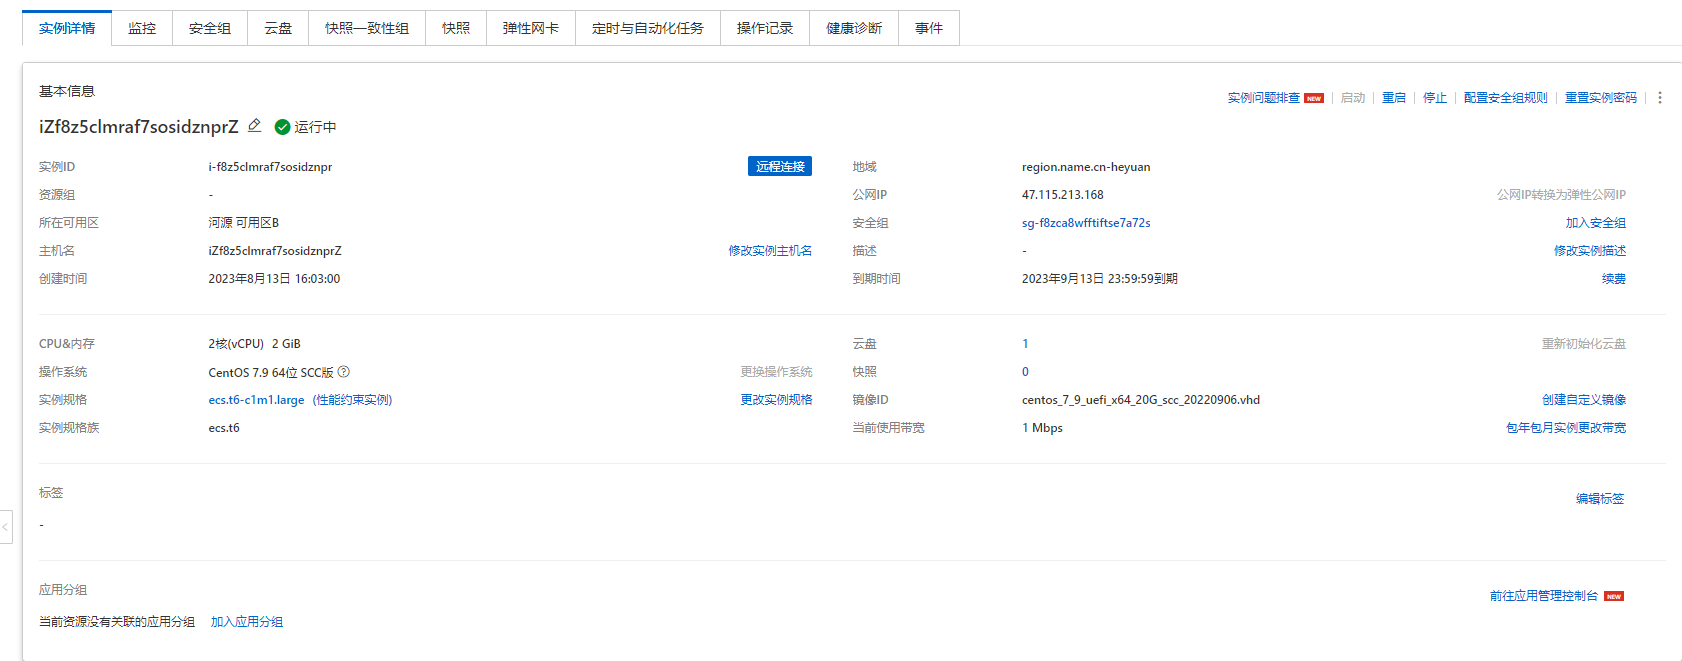 实例详情 监控 安全组 云盘 快照一致性组 快照 弹性网卡 定时与自动化任务 操作记录 健康诊断 事件
基本信息
实例问题排查 NEW 启动 重启 停止 配置安全组规则 重置实例密码
iZf8z5clmraf7sosidznprZ 运行中
实例ID i-f8z5clmraf7sosidznpr 远程连接 地域 region.name.cn-heyuan
资源组 - 公网IP 47.115.213.168 公网IP转换为弹性公网IP
所在可用区 河源 可用区B 安全组 sg-f8zca8wfftiftse7a72s 加入安全组
主机名 iZf8z5clmraf7sosidznprZ 修改实例主机名 描述 - 修改实例描述
创建时间 2023年8月13日 16:03:00 到期时间 2023年9月13日 23:59:59到期 续费
CPU&内存 2核(vCPU) 2 GiB 云盘 1 重新初始化云盘
操作系统 CentOS 7.9 64位 SCC版 ? 更换操作系统 快照 0
实例规格 ecs.t6-c1m1.large (性能约束实例) 更改实例规格 镜像ID centos_7_9_uefi_x64_20G_scc_20220906.vhd 创建自定义镜像
实例规格族 ecs.t6 当前使用带宽 1 Mbps 包年包月实例更改带宽
标签
编辑标签
-
应用分组
前往应用管理控制台 NEW
当前资源没有关联的应用分组 加入应用分组